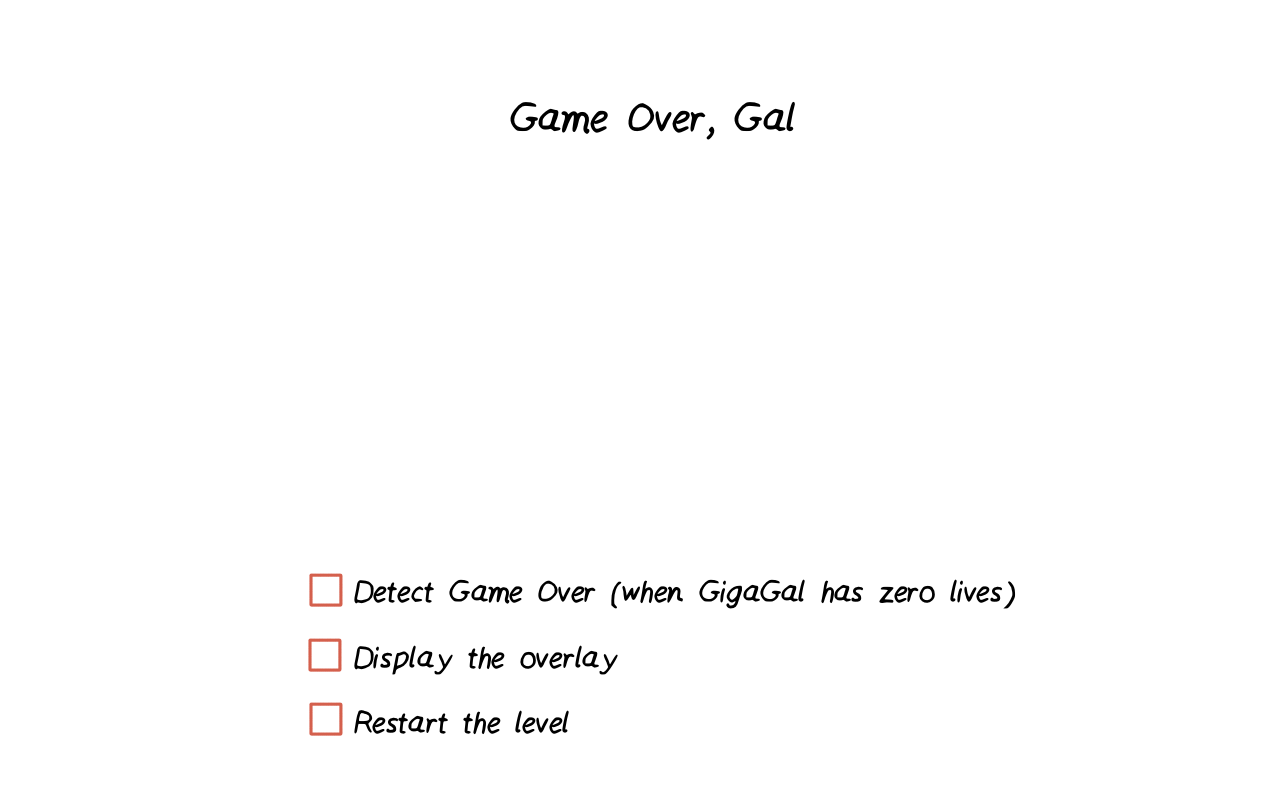 Game Over, Gal
Detect Game Over (when GigaGal has zero lives)
Display the overlay
Restart the level